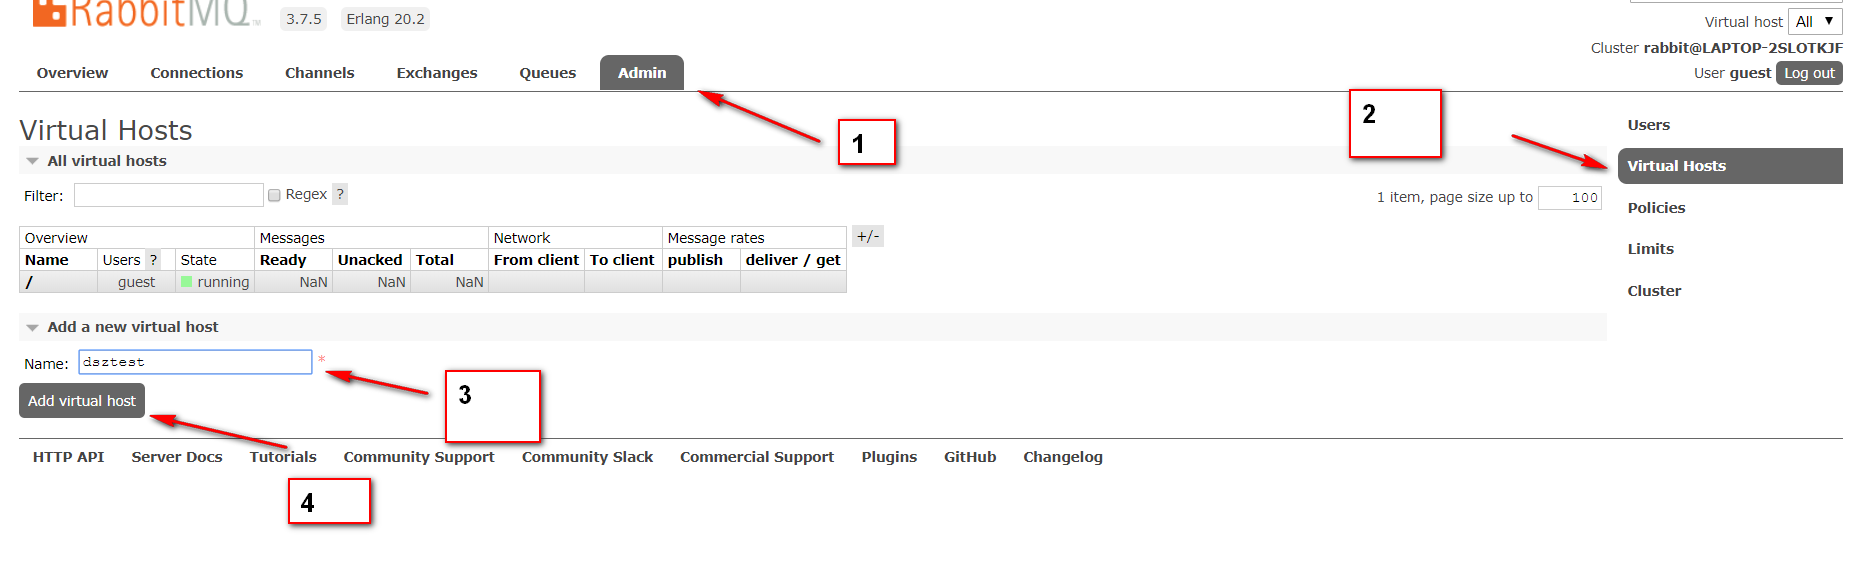 RabbitMQ TM 3.7.5 Erlang 20.2
Virtual host All
Cluster rabbit@LAPTOP-2SLOTKJF
User guest Log out
Overview Connections Channels Exchanges Queues Admin
1
2
Users
Virtual Hosts
Policies
Limits
Cluster
Virtual Hosts
All virtual hosts
Filter: Regex ? 1 item, page size up to 100
Overview Messages Network Message rates +/-
Name Users ? State Ready Unacked Total From client To client publish deliver / get
/ guest running NaN NaN NaN
Add a new virtual host
Name: dsztest *
3
Add virtual host
4
HTTP API Server Docs Tutorials Community Support Community Slack Commercial Support Plugins GitHub Changelog